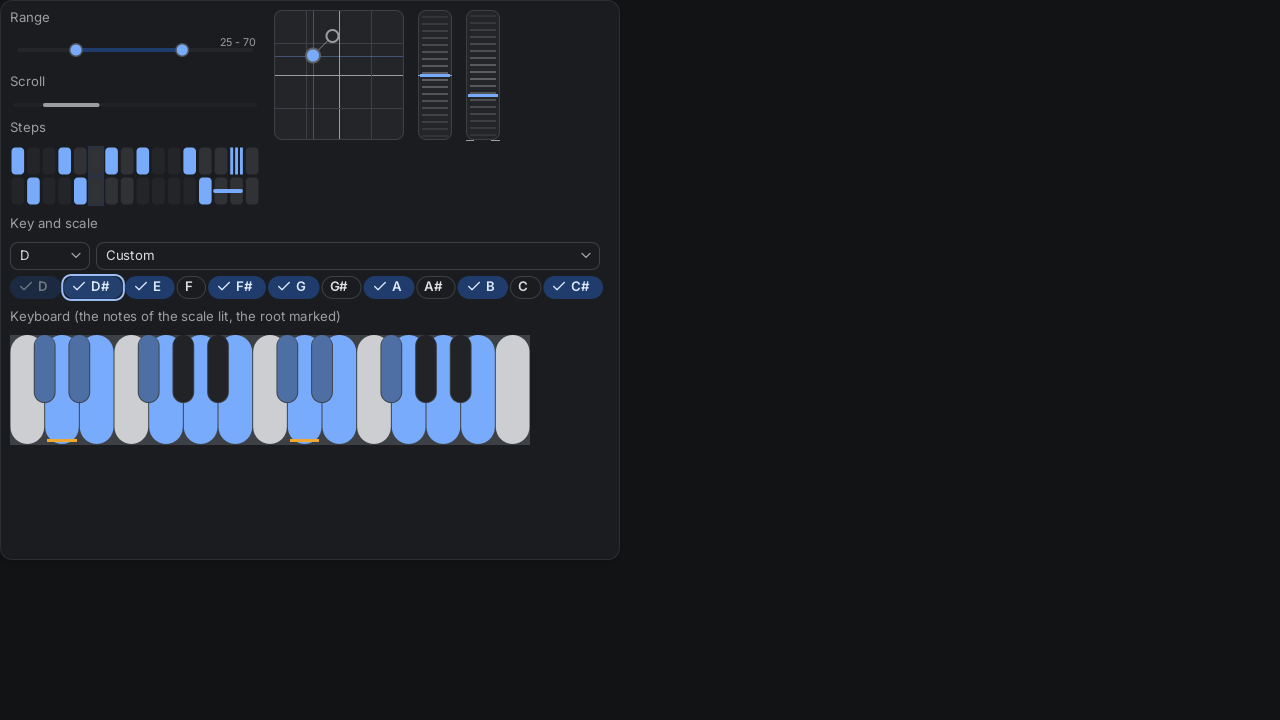 Range
25 - 70
Scroll
Steps
Key and scale
D Custom
D D# E F F# G G# A A# B C C#
Keyboard (the notes of the scale lit, the root marked)